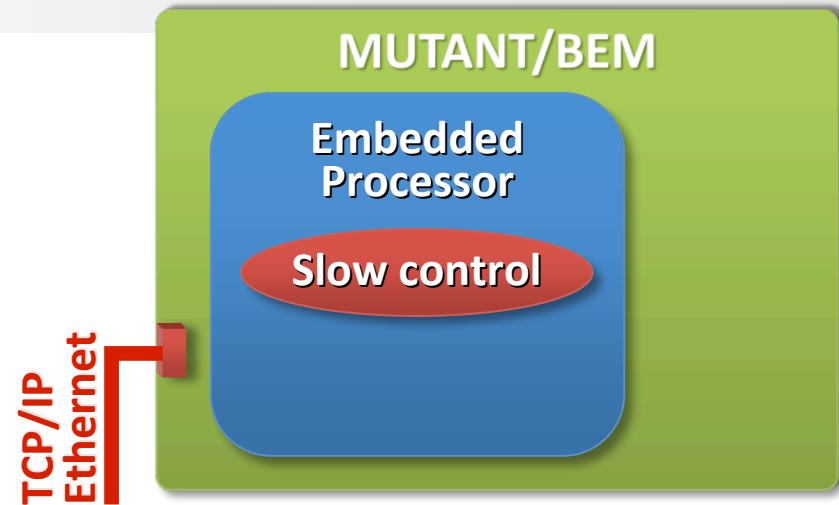 MUTANT/BEM
Embedded
Processor
Slow control
TCP/IP
Ethernet